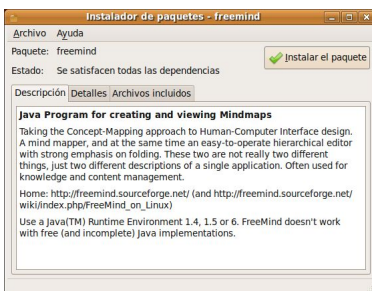 Instalador de paquetes - freemind
Archivo Ayuda
Paquete: freemind
Instalar el paquete
Estado: Se satisfacen todas las dependencias
Descripción Detalles Archivos incluidos
Java Program for creating and viewing Mindmaps
Taking the Concept-Mapping approach to Human-Computer Interface design.
A mind mapper, and at the same time an easy-to-operate hierarchical editor
with strong emphasis on folding. These two are not really two different
things, just two different descriptions of a single application. Often used for
knowledge and content management.
Home: http://freemind.sourceforge.net/ (and http://freemind.sourceforge.net/
wiki/index.php/FreeMind_on_Linux)
Use a Java(TM) Runtime Environment 1.4, 1.5 or 6. FreeMind doesn't work
with free (and incomplete) Java implementations.